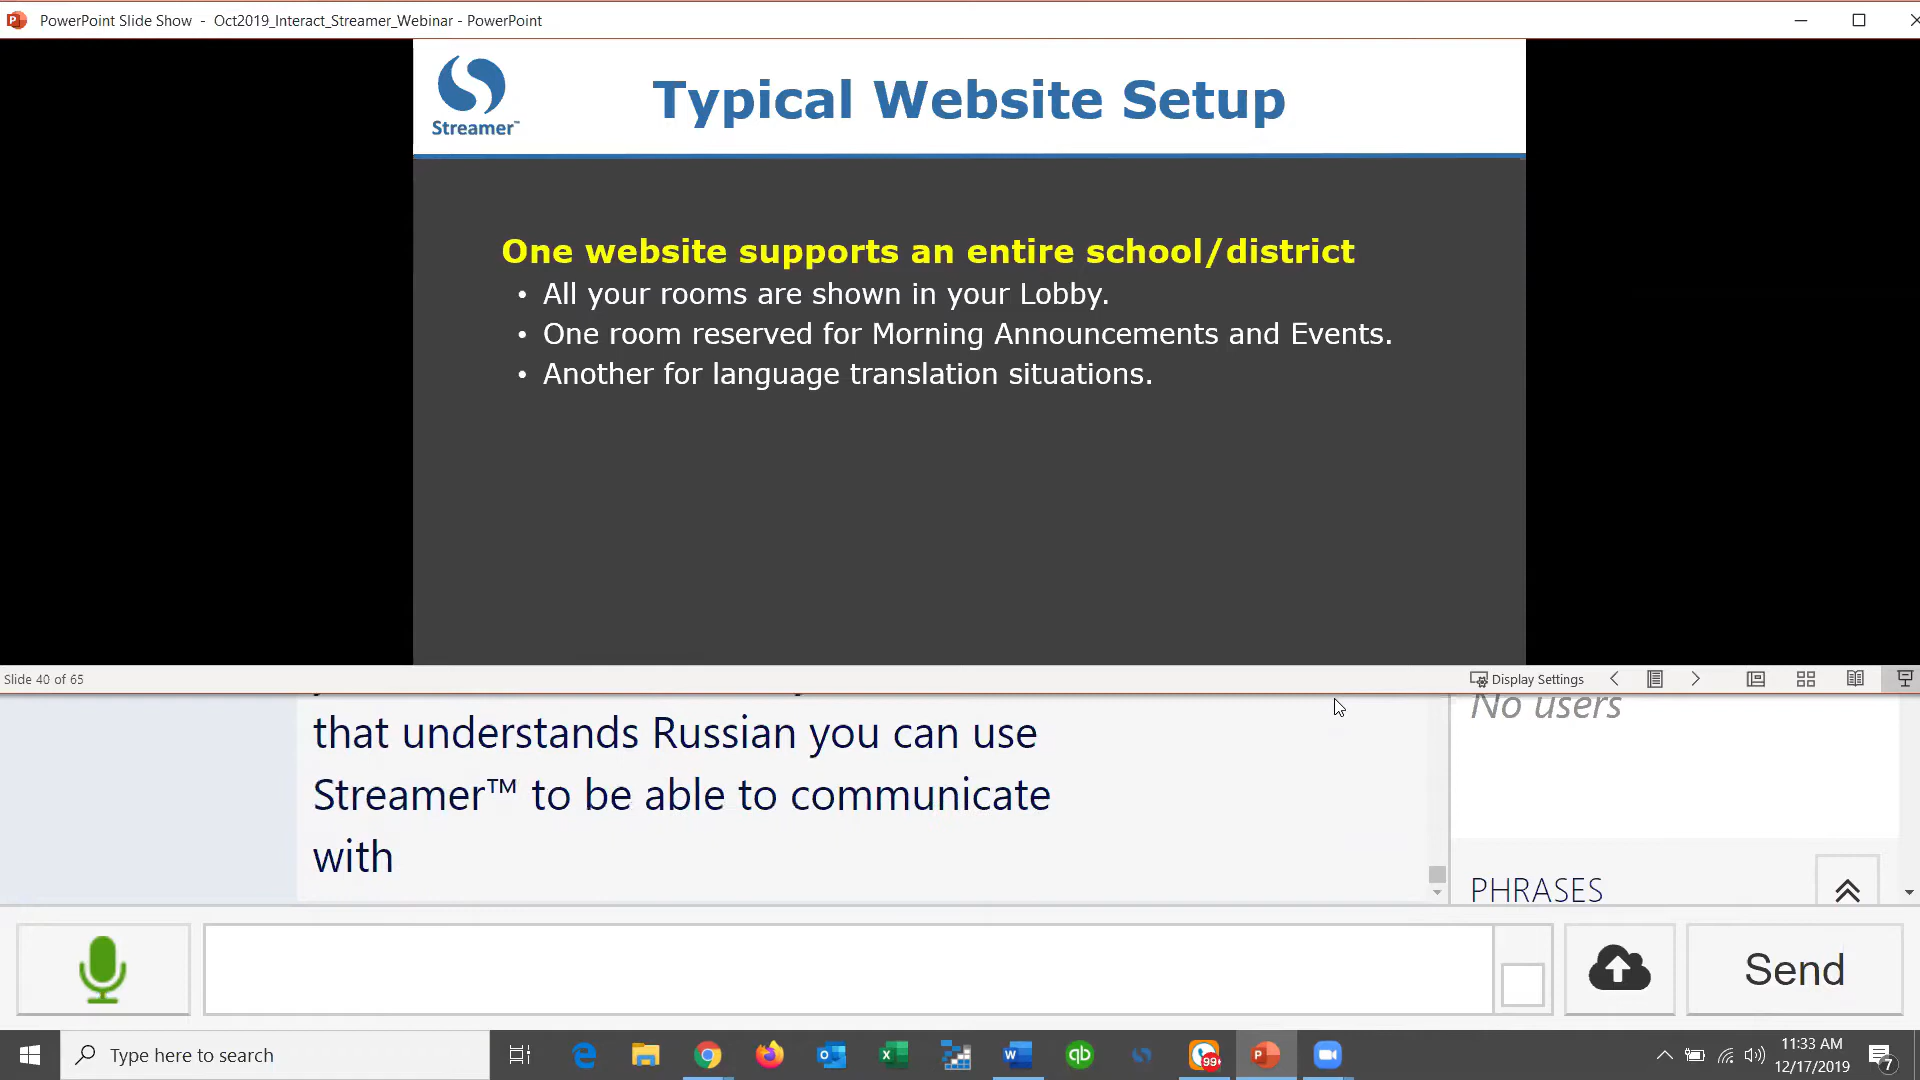 PowerPoint Slide Show - Oct2019_Interact_Streamer_Webinar - PowerPoint
Streamer™
Typical Website Setup
One website supports an entire school/district
• All your rooms are shown in your Lobby.
• One room reserved for Morning Announcements and Events.
• Another for language translation situations.
Slide 40 of 65
Display Settings
No users
that understands Russian you can use
Streamer™ to be able to communicate
with
PHRASES
Send
Type here to search
qb
99
11:33 AM
12/17/2019
7